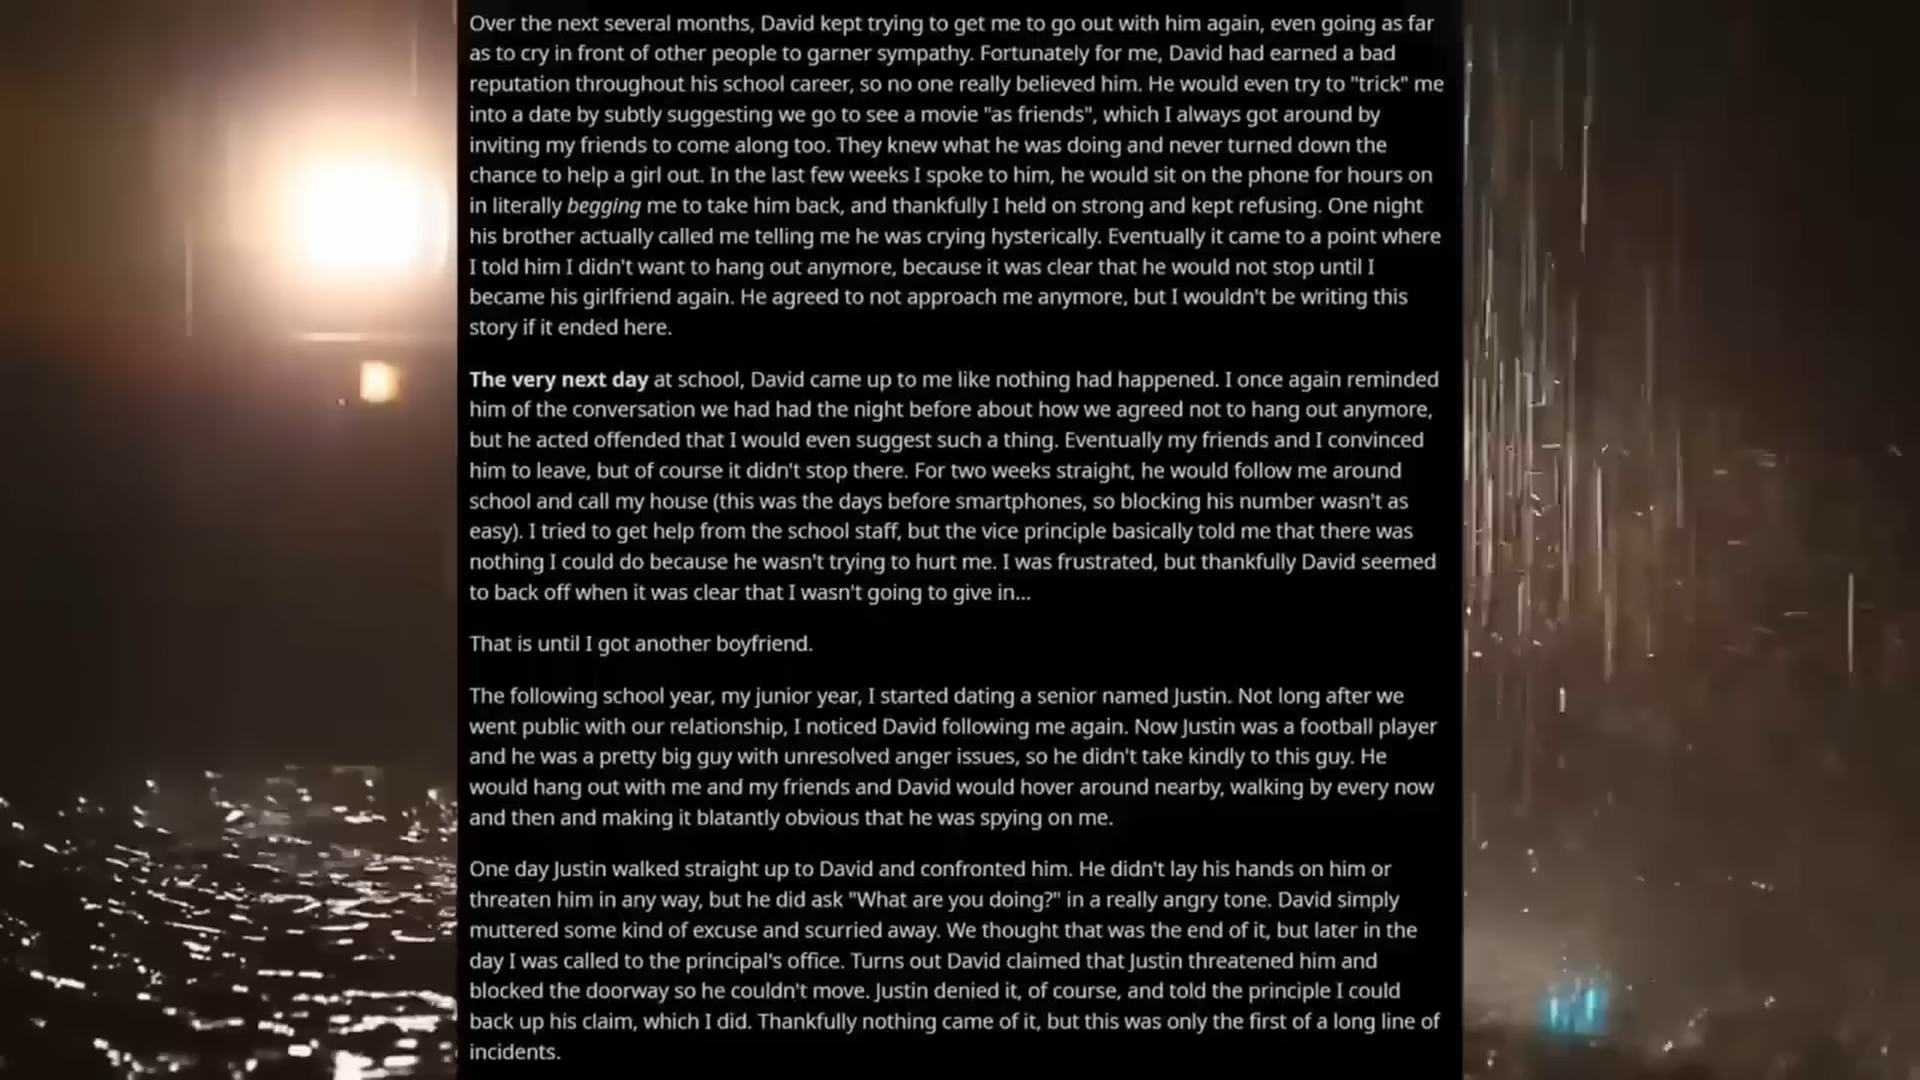 Over the next several months, David kept trying to get me to go out with him again, even going as far
as to cry in front of other people to garner sympathy. Fortunately for me, David had earned a bad
reputation throughout his school career, so no one really believed him. He would even try to "trick" me
into a date by subtly suggesting we go to see a movie "as friends", which I always got around by
inviting my friends to come along too. They knew what he was doing and never turned down the
chance to help a girl out. In the last few weeks I spoke to him, he would sit on the phone for hours on
in literally begging me to take him back, and thankfully I held on strong and kept refusing. One night
his brother actually called me telling me he was crying hysterically. Eventually it came to a point where
I told him I didn't want to hang out anymore, because it was clear that he would not stop until I
became his girlfriend again. He agreed to not approach me anymore, but I wouldn't be writing this
story if it ended here.
The very next day at school, David came up to me like nothing had happened. I once again reminded
him of the conversation we had had the night before about how we agreed not to hang out anymore,
but he acted offended that I would even suggest such a thing. Eventually my friends and I convinced
him to leave, but of course it didn't stop there. For two weeks straight, he would follow me around
school and call my house (this was the days before smartphones, so blocking his number wasn't as
easy). I tried to get help from the school staff, but the vice principle basically told me that there was
nothing I could do because he wasn't trying to hurt me. I was frustrated, but thankfully David seemed
to back off when it was clear that I wasn't going to give in...
That is until I got another boyfriend.
The following school year, my junior year, I started dating a senior named Justin. Not long after we
went public with our relationship, I noticed David following me again. Now Justin was a football player
and he was a pretty big guy with unresolved anger issues, so he didn't take kindly to this guy. He
would hang out with me and my friends and David would hover around nearby, walking by every now
and then and making it blatantly obvious that he was spying on me.
One day Justin walked straight up to David and confronted him. He didn't lay his hands on him or
threaten him in any way, but he did ask "What are you doing?" in a really angry tone. David simply
muttered some kind of excuse and scurried away. We thought that was the end of it, but later in the
day I was called to the principal's office. Turns out David claimed that Justin threatened him and
blocked the doorway so he couldn't move. Justin denied it, of course, and told the principle I could
back up his claim, which I did. Thankfully nothing came of it, but this was only the first of a long line of
incidents.